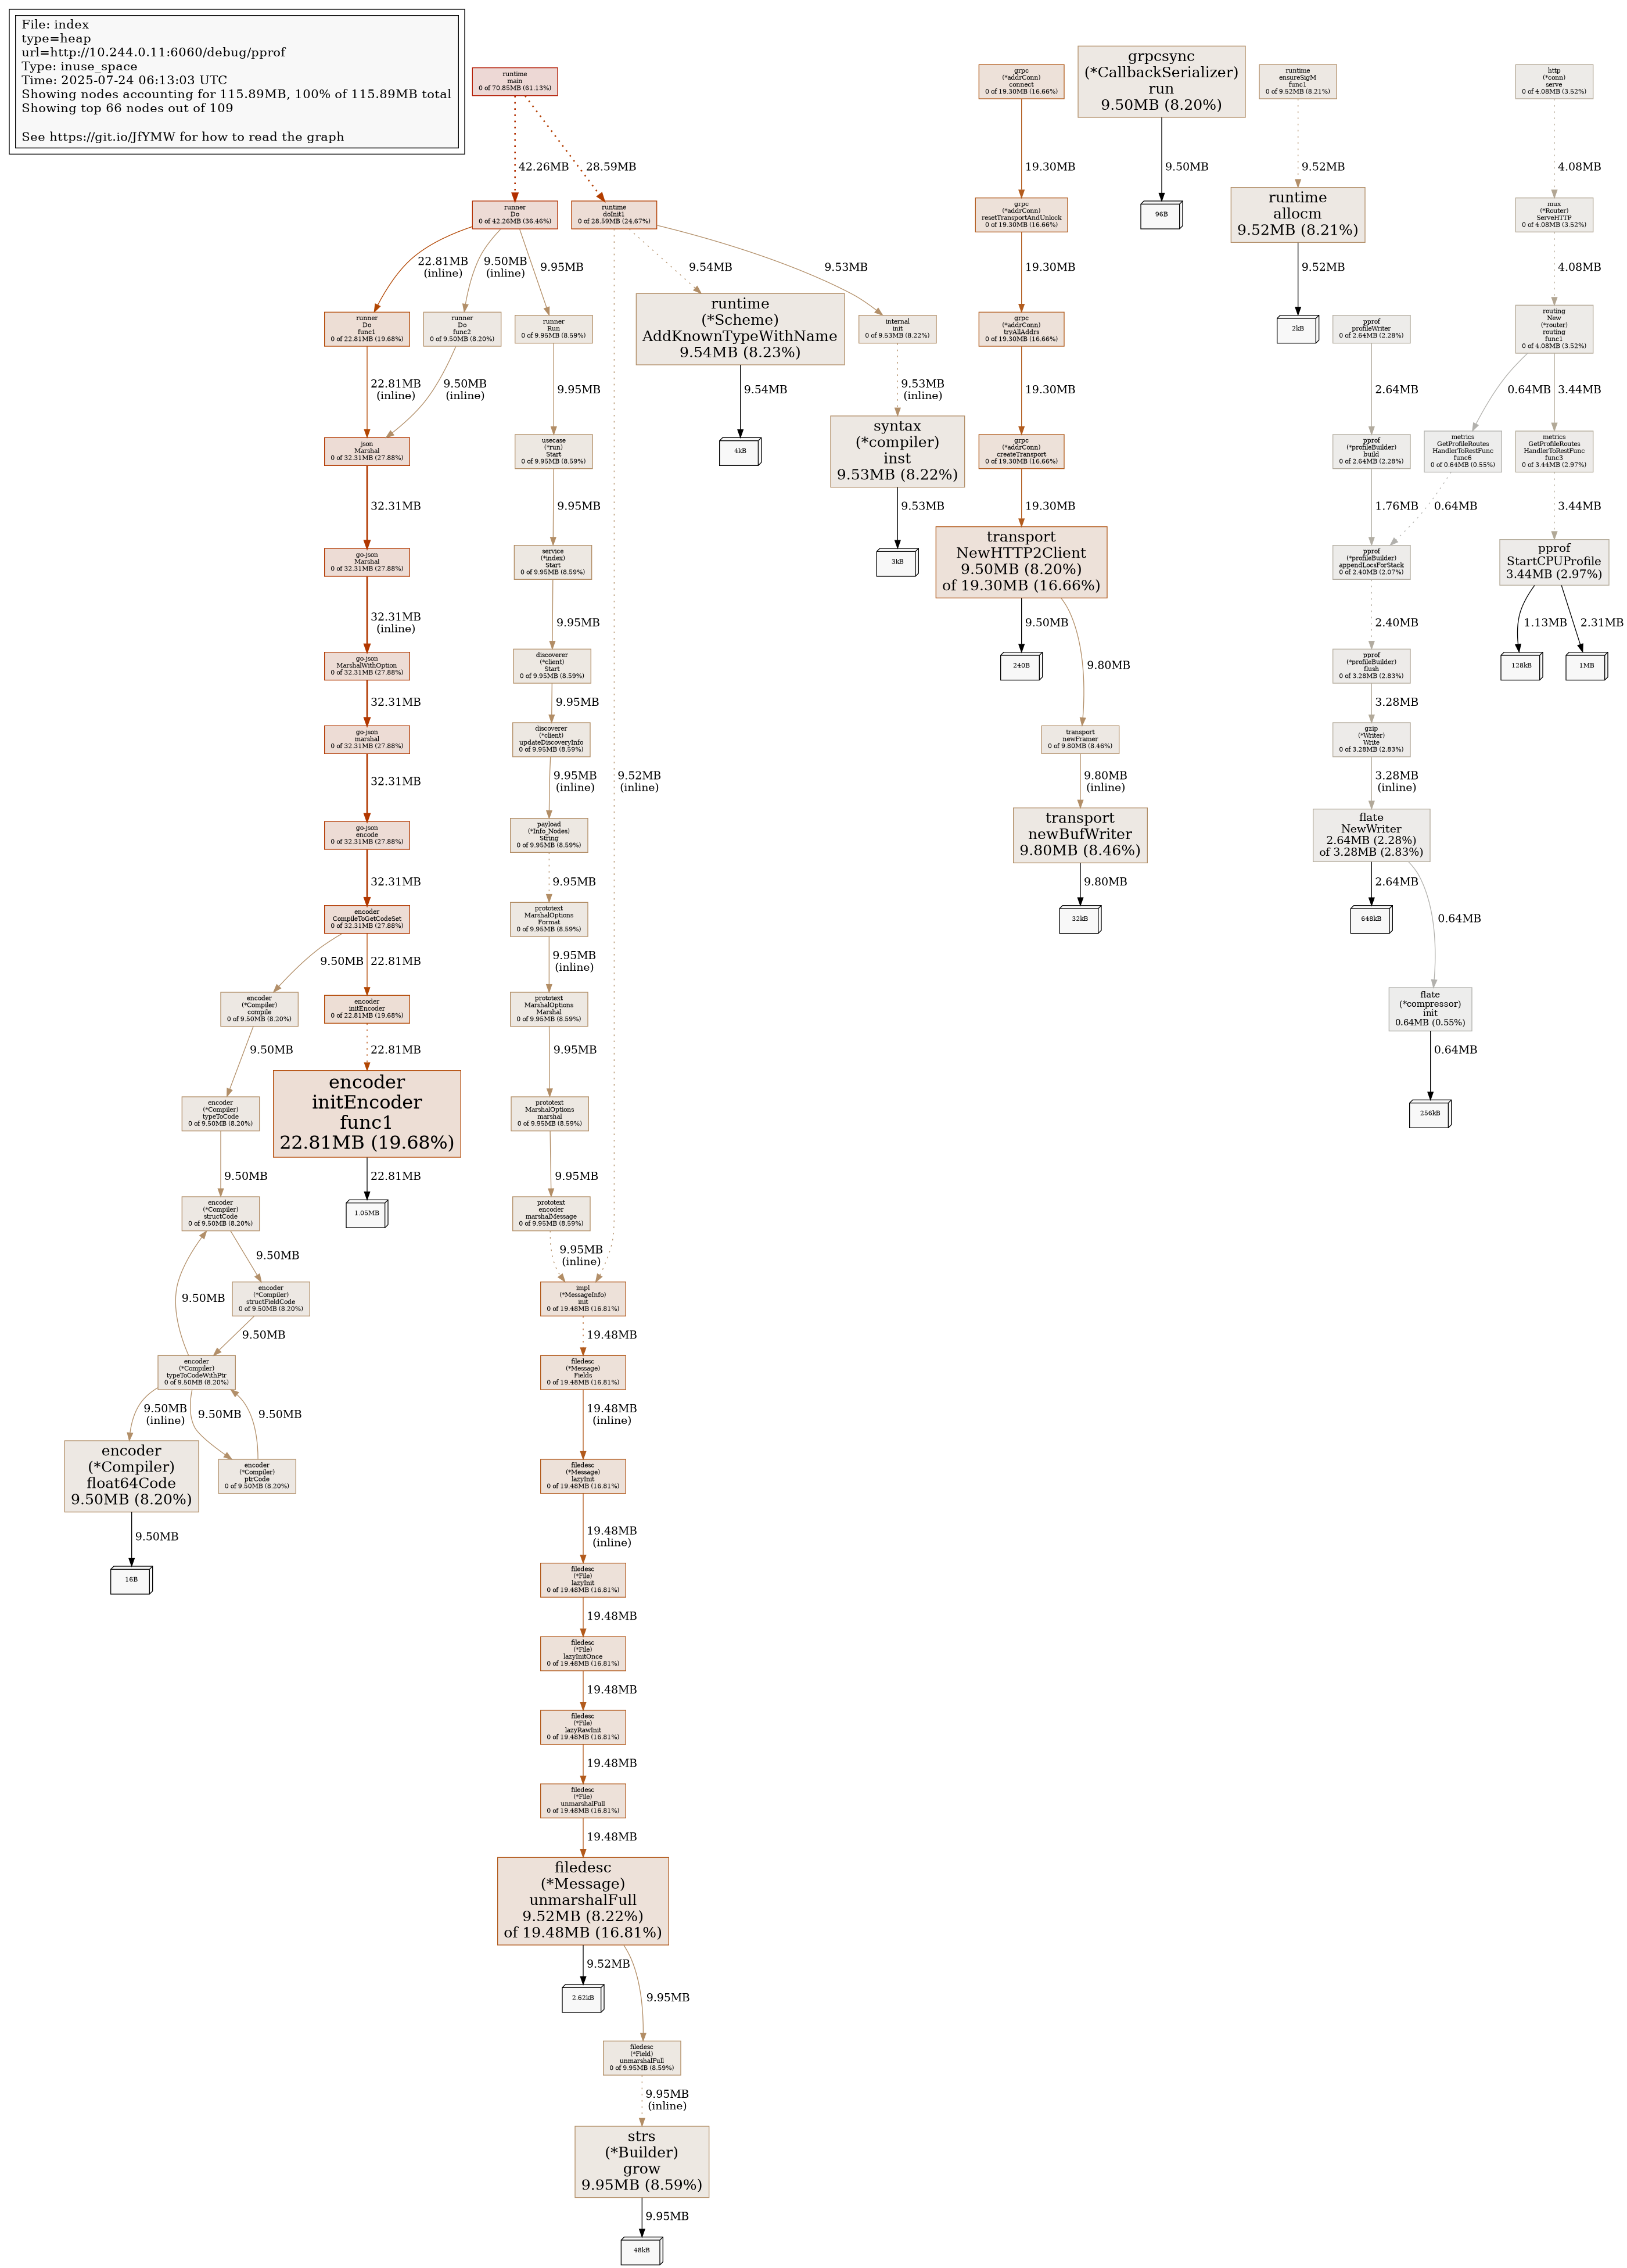 File: index
type=heap
url=http://10.244.0.11:6060/debug/pprof
Type: inuse_space
Time: 2025-07-24 06:13:03 UTC
Showing nodes accounting for 115.89MB, 100% of 115.89MB total
Showing top 66 nodes out of 109
See https://git.io/JfYMW for how to read the graph
runtime
main
0 of 70.85MB (61.13%)
42.26MB
28.59MB
runner
Do
0 of 42.26MB (36.46%)
runtime
doInit1
0 of 28.59MB (24.67%)
22.81MB
(inline)
9.50MB
(inline)
9.95MB
9.54MB
9.53MB
runner
Do
func1
0 of 22.81MB (19.68%)
runner
Do
func2
0 of 9.50MB (8.20%)
runner
Run
0 of 9.95MB (8.59%)
runtime
(*Scheme)
AddKnownTypeWithName
9.54MB (8.23%)
internal
init
0 of 9.53MB (8.22%)
22.81MB
(inline)
9.50MB
(inline)
9.95MB
9.54MB
4kB
9.53MB
(inline)
syntax
(*compiler)
inst
9.53MB (8.22%)
9.53MB
3kB
json
Marshal
0 of 32.31MB (27.88%)
32.31MB
go-json
Marshal
0 of 32.31MB (27.88%)
32.31MB
(inline)
go-json
MarshalWithOption
0 of 32.31MB (27.88%)
32.31MB
go-json
marshal
0 of 32.31MB (27.88%)
32.31MB
go-json
encode
0 of 32.31MB (27.88%)
32.31MB
encoder
CompileToGetCodeSet
0 of 32.31MB (27.88%)
9.50MB
22.81MB
encoder
(*Compiler)
compile
0 of 9.50MB (8.20%)
encoder
initEncoder
0 of 22.81MB (19.68%)
9.50MB
22.81MB
encoder
(*Compiler)
typeToCode
0 of 9.50MB (8.20%)
encoder
initEncoder
func1
22.81MB (19.68%)
22.81MB
1.05MB
9.50MB
encoder
(*Compiler)
structCode
0 of 9.50MB (8.20%)
9.50MB
encoder
(*Compiler)
structFieldCode
0 of 9.50MB (8.20%)
9.50MB
9.50MB
encoder
(*Compiler)
typeToCodeWithPtr
0 of 9.50MB (8.20%)
9.50MB
(inline)
9.50MB
9.50MB
encoder
(*Compiler)
float64Code
9.50MB (8.20%)
encoder
(*Compiler)
ptrCode
0 of 9.50MB (8.20%)
9.50MB
16B
usecase
(*run)
Start
0 of 9.95MB (8.59%)
9.95MB
service
(*index)
Start
0 of 9.95MB (8.59%)
9.95MB
discoverer
(*client)
Start
0 of 9.95MB (8.59%)
9.95MB
discoverer
(*client)
updateDiscoveryInfo
0 of 9.95MB (8.59%)
9.95MB
(inline)
9.52MB
(inline)
payload
(*Info_Nodes)
String
0 of 9.95MB (8.59%)
9.95MB
prototext
MarshalOptions
Format
0 of 9.95MB (8.59%)
9.95MB
(inline)
prototext
MarshalOptions
Marshal
0 of 9.95MB (8.59%)
9.95MB
prototext
MarshalOptions
marshal
0 of 9.95MB (8.59%)
9.95MB
prototext
encoder
marshalMessage
0 of 9.95MB (8.59%)
9.95MB
(inline)
impl
(*MessageInfo)
init
0 of 19.48MB (16.81%)
19.48MB
filedesc
(*Message)
Fields
0 of 19.48MB (16.81%)
19.48MB
(inline)
filedesc
(*Message)
lazyInit
0 of 19.48MB (16.81%)
19.48MB
(inline)
filedesc
(*File)
lazyInit
0 of 19.48MB (16.81%)
19.48MB
filedesc
(*File)
lazyInitOnce
0 of 19.48MB (16.81%)
19.48MB
filedesc
(*File)
lazyRawInit
0 of 19.48MB (16.81%)
19.48MB
filedesc
(*File)
unmarshalFull
0 of 19.48MB (16.81%)
19.48MB
filedesc
(*Message)
unmarshalFull
9.52MB (8.22%)
of 19.48MB (16.81%)
9.52MB
2.62kB
9.95MB
filedesc
(*Field)
unmarshalFull
0 of 9.95MB (8.59%)
9.95MB
(inline)
strs
(*Builder)
grow
9.95MB (8.59%)
9.95MB
48kB
grpc
(*addrConn)
connect
0 of 19.30MB (16.66%)
19.30MB
grpc
(*addrConn)
resetTransportAndUnlock
0 of 19.30MB (16.66%)
19.30MB
grpc
(*addrConn)
tryAllAddrs
0 of 19.30MB (16.66%)
19.30MB
grpc
(*addrConn)
createTransport
0 of 19.30MB (16.66%)
19.30MB
transport
NewHTTP2Client
9.50MB (8.20%)
of 19.30MB (16.66%)
9.50MB
240B
9.80MB
transport
newFramer
0 of 9.80MB (8.46%)
9.80MB
(inline)
transport
newBufWriter
9.80MB (8.46%)
9.80MB
32kB
grpcsync
(*CallbackSerializer)
run
9.50MB (8.20%)
9.50MB
96B
runtime
ensureSigM
func1
0 of 9.52MB (8.21%)
9.52MB
runtime
allocm
9.52MB (8.21%)
9.52MB
2kB
pprof
profileWriter
0 of 2.64MB (2.28%)
2.64MB
pprof
(*profileBuilder)
build
0 of 2.64MB (2.28%)
1.76MB
pprof
(*profileBuilder)
appendLocsForStack
0 of 2.40MB (2.07%)
2.40MB
pprof
(*profileBuilder)
flush
0 of 3.28MB (2.83%)
3.28MB
gzip
(*Writer)
Write
0 of 3.28MB (2.83%)
3.28MB
(inline)
flate
NewWriter
2.64MB (2.28%)
of 3.28MB (2.83%)
2.64MB
648kB
0.64MB
flate
(*compressor)
init
0.64MB (0.55%)
0.64MB
256kB
http
(*conn)
serve
0 of 4.08MB (3.52%)
4.08MB
mux
(*Router)
ServeHTTP
0 of 4.08MB (3.52%)
4.08MB
routing
New
(*router)
routing
func1
0 of 4.08MB (3.52%)
0.64MB
3.44MB
metrics
GetProfileRoutes
HandlerToRestFunc
func6
0 of 0.64MB (0.55%)
metrics
GetProfileRoutes
HandlerToRestFunc
func3
0 of 3.44MB (2.97%)
0.64MB
3.44MB
pprof
StartCPUProfile
3.44MB (2.97%)
1.13MB
2.31MB
128kB
1MB